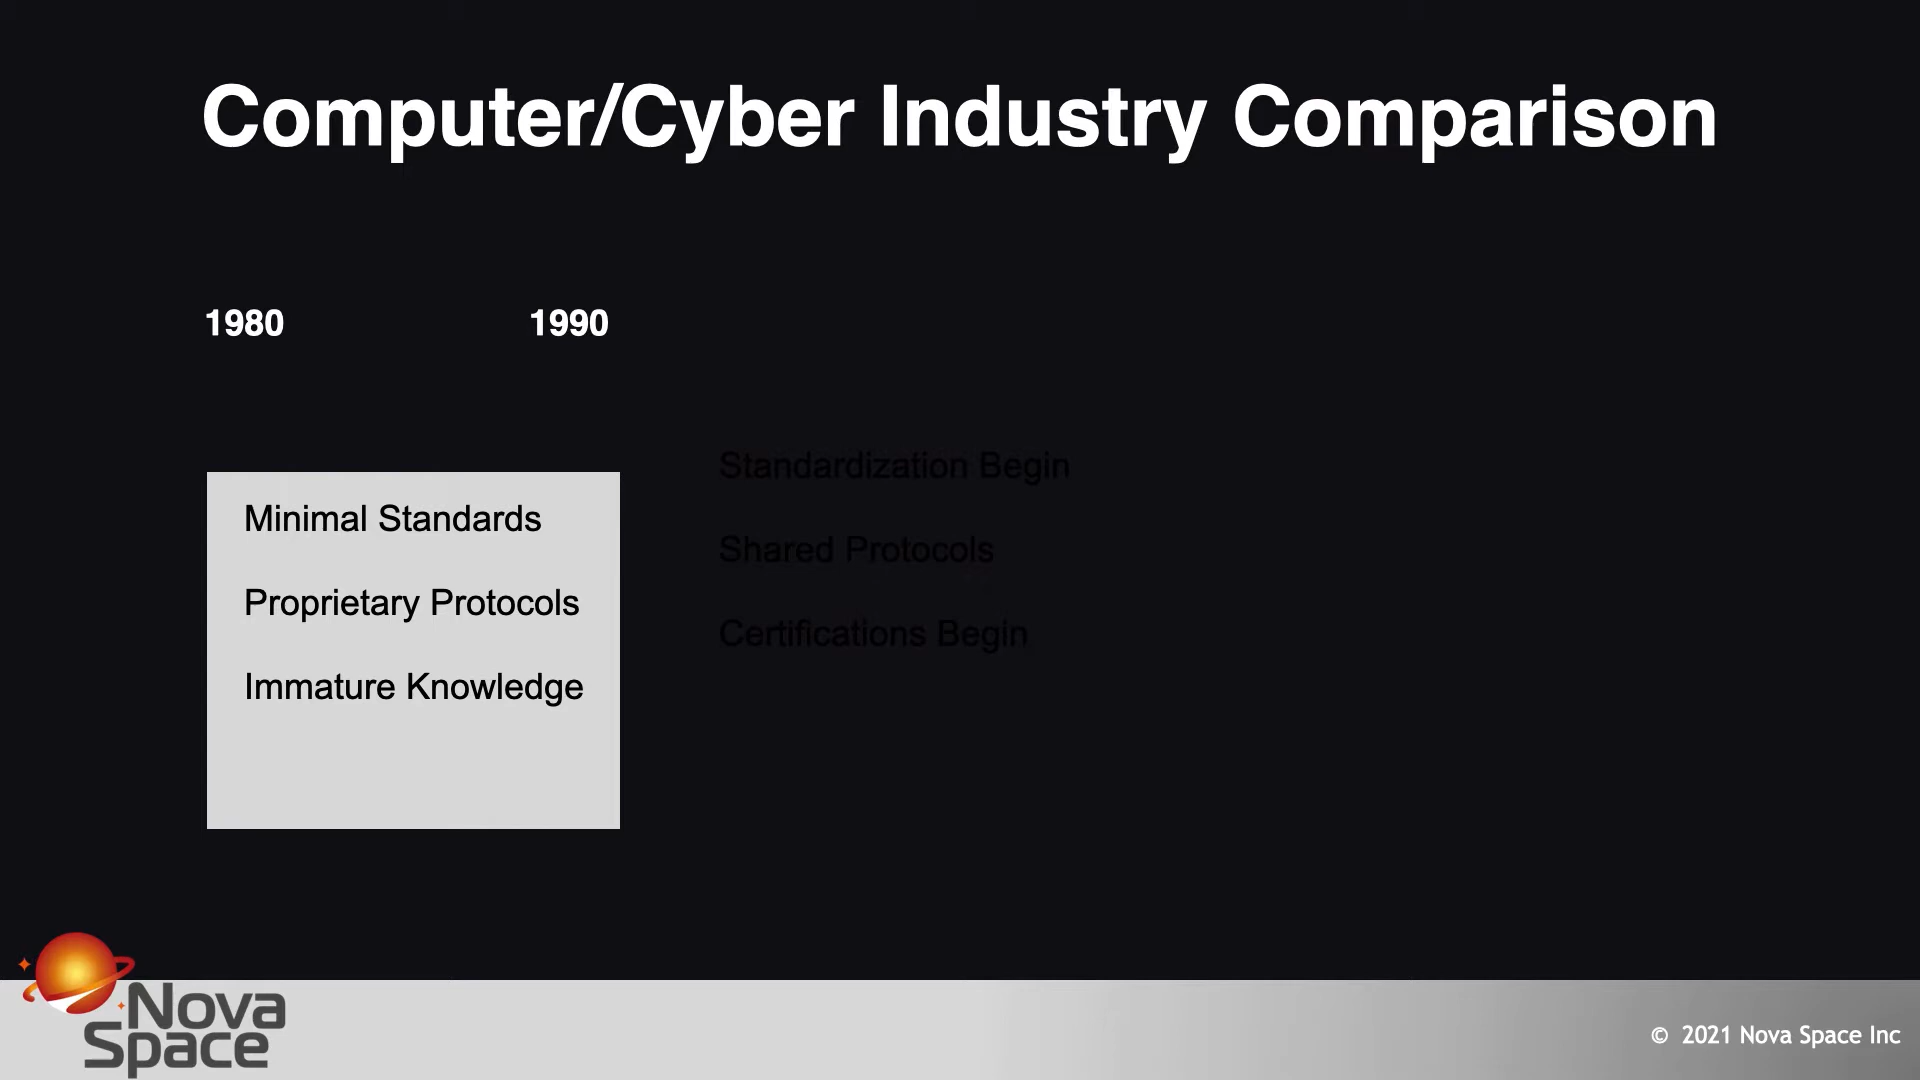 Computer/Cyber Industry Comparison
1980
1990
Minimal Standards
Proprietary Protocols
Immature Knowledge
Standardization Begin
Shared Protocols
Certifications Begin
Nova
Space
© 2021 Nova Space Inc